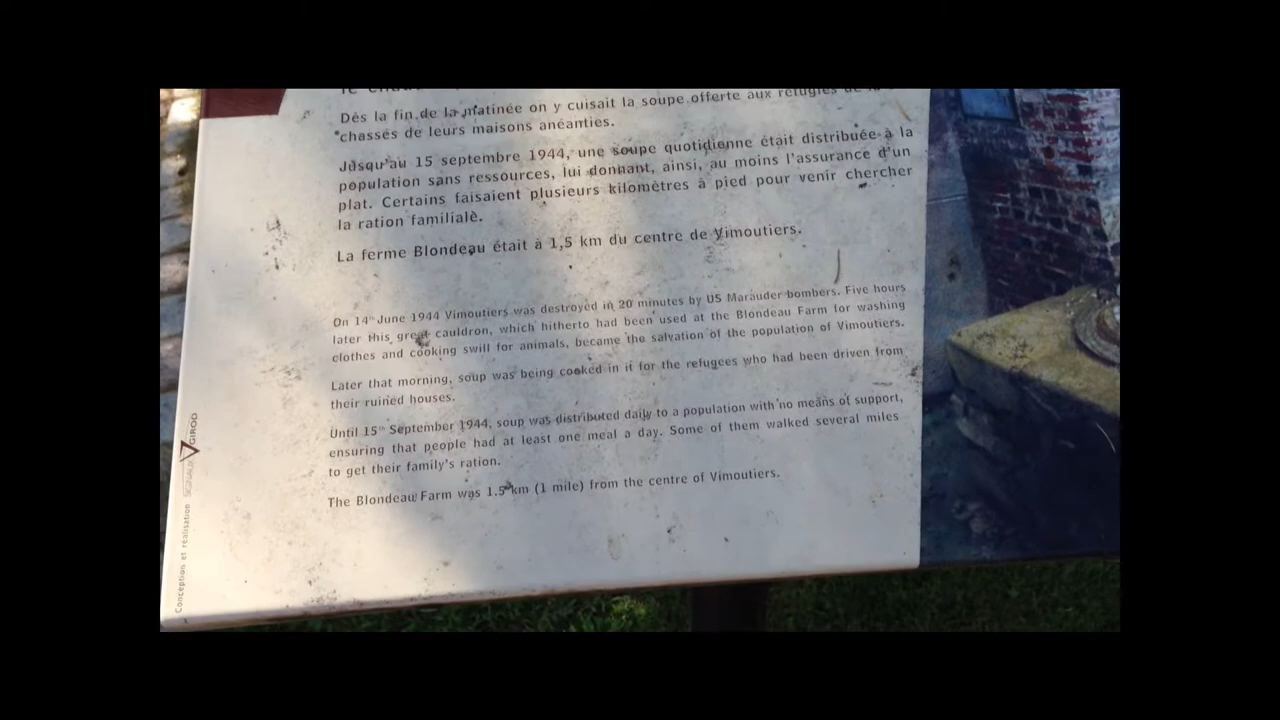 Dès la fin de la matinée on y cuisait la soupe offerte aux réfugiés de
chassés de leurs maisons anéanties.
Jusqu'au 15 septembre 1944, une soupe quotidienne était distribuée à la
population sans ressources, lui donnant, ainsi, au moins l'assurance d'un
plat. Certains faisaient plusieurs kilomètres à pied pour venir chercher
la ration familiale.
La ferme Blondeau était à 1,5 km du centre de Vimoutiers.
On 14th June 1944 Vimoutiers was destroyed in 20 minutes by US Marauder bombers. Five hours
later this great cauldron, which hitherto had been used at the Blondeau Farm for washing
clothes and cooking swill for animals, became the salvation of the population of Vimoutiers.
Later that morning, soup was being cooked in it for the refugees who had been driven from
their ruined houses.
Until 15th September 1944, soup was distributed daily to a population with no means of support,
ensuring that people had at least one meal a day. Some of them walked several miles
to get their family's ration.
The Blondeau Farm was 1.5 km (1 mile) from the centre of Vimoutiers.
Conception et réalisation SIGNAUX GIROD